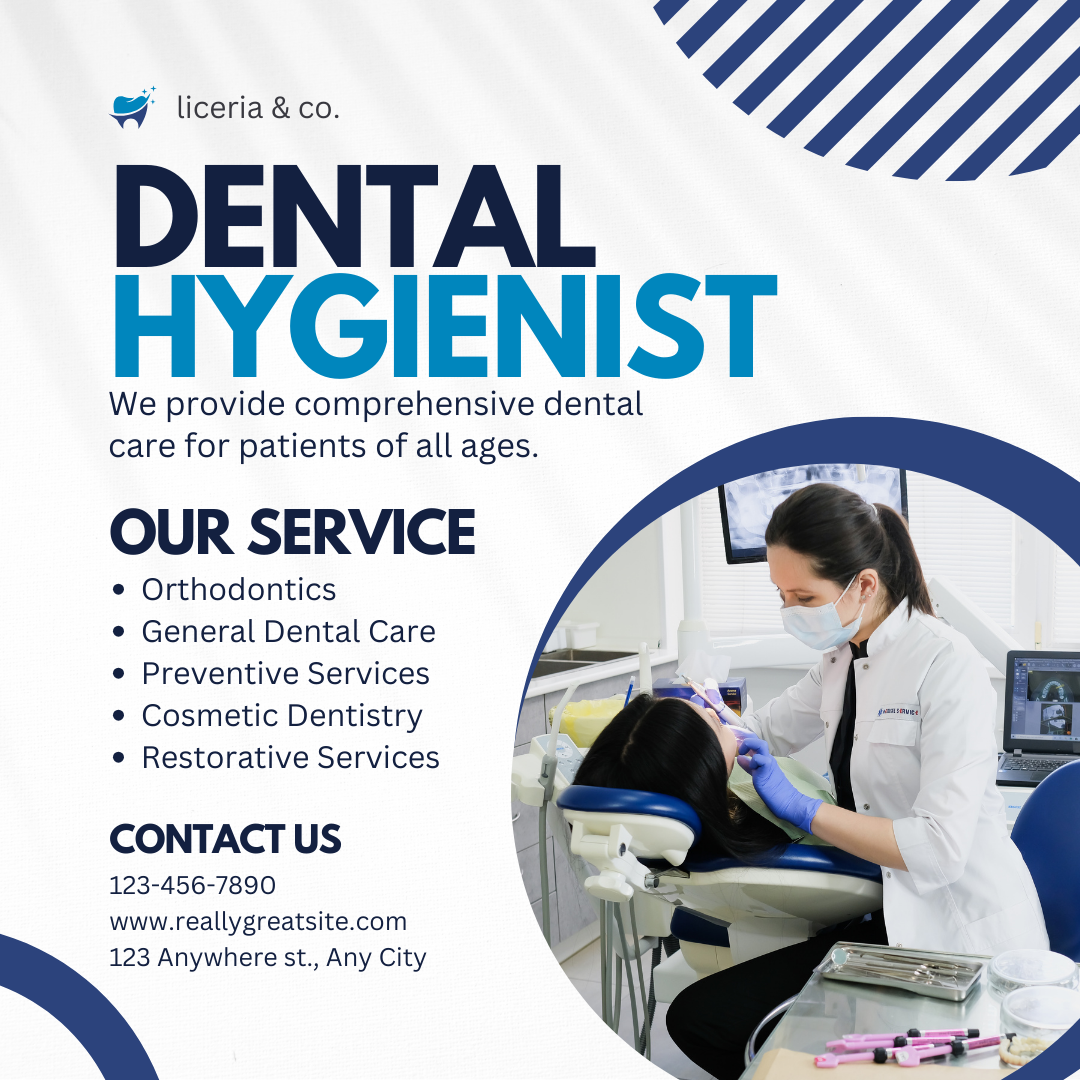 liceria & co.
DENTAL
HYGIENIST
We provide comprehensive dental
care for patients of all ages.
OUR SERVICE
• Orthodontics
• General Dental Care
• Preventive Services
• Cosmetic Dentistry
• Restorative Services
CONTACT US
123-456-7890
www.reallygreatsite.com
123 Anywhere st., Any City